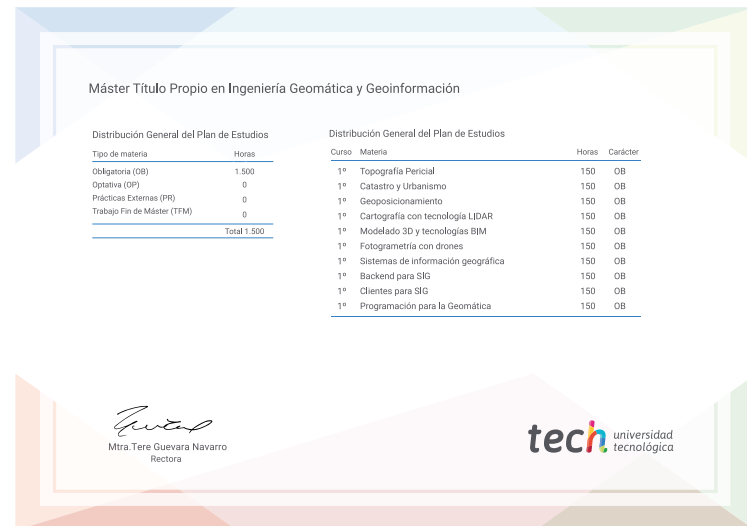 Máster Título Propio en Ingeniería Geomática y Geoinformación
Distribución General del Plan de Estudios
Tipo de materia Horas
Obligatoria (OB) 1.500
Optativa (OP) 0
Prácticas Externas (PR) 0
Trabajo Fin de Máster (TFM) 0
Total 1.500
Distribución General del Plan de Estudios
Curso Materia Horas Carácter
1º Topografía Pericial 150 OB
1º Catastro y Urbanismo 150 OB
1º Geoposicionamiento 150 OB
1º Cartografía con tecnología LIDAR 150 OB
1º Modelado 3D y tecnologías BIM 150 OB
1º Fotogrametría con drones 150 OB
1º Sistemas de información geográfica 150 OB
1º Backend para SIG 150 OB
1º Clientes para SIG 150 OB
1º Programación para la Geomática 150 OB
Mtra.Tere Guevara Navarro
Rectora
tech universidad
tecnológica